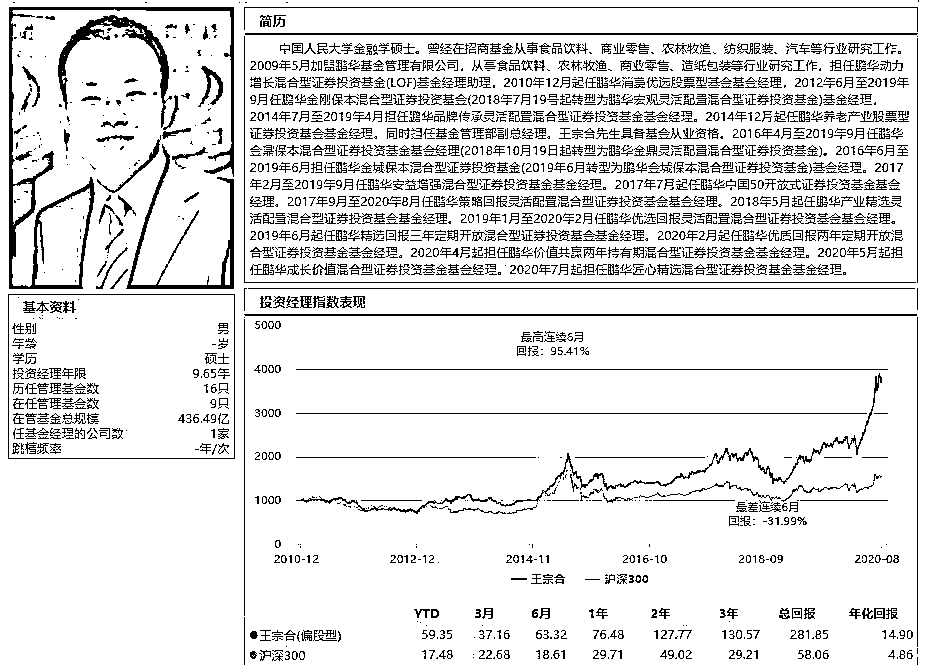 简历
中国人民大学金融学硕士。曾经在招商基金从事食品饮料、商业零售、农林牧渔、纺织服装、汽车等行业研究工作。
2009年5月加盟鹏华基金管理有限公司，从事食品饮料、农林牧渔、商业零售、造纸包装等行业研究工作，担任鹏华动力
增长混合型证券投资基金(LOF)基金经理助理。2010年12月起任鹏华消费优选股票型基金基金经理，2012年6月至2019年
9月任鹏华金刚保本混合型证券投资基金(2018年7月19号起转型为鹏华宏观灵活配置混合型证券投资基金)基金经理，
2014年7月至2019年4月担任鹏华品牌传承灵活配置混合型证券投资基金基金经理。2014年12月起任鹏华养老产业股票型
证券投资基金基金经理。同时担任基金管理部副总经理。王宗合先生具备基金从业资格。2016年4月至2019年9月任鹏华
金鼎保本混合型证券投资基金基金经理(2018年10月19日起转型为鹏华金鼎灵活配置混合型证券投资基金)。2016年6月至
2019年6月担任鹏华金城保本混合型证券投资基金(2019年6月转型为鹏华金城保本混合型证券投资基金)基金经理。2017
年2月至2019年9月任鹏华安益增强混合型证券投资基金基金经理。2017年7月起任鹏华中国50开放式证券投资基金基金
经理。2017年9月至2020年8月任鹏华策略回报灵活配置混合型证券投资基金基金经理。2018年5月起任鹏华产业精选灵
活配置混合型证券投资基金基金经理。2019年1月至2020年2月任鹏华优选回报灵活配置混合型证券投资基金基金经理。
2019年6月起任鹏华精选回报三年定期开放混合型证券投资基金基金经理。2020年2月起任鹏华优质回报两年定期开放混
合型证券投资基金基金经理。2020年4月起担任鹏华价值共赢两年持有期混合型证券投资基金基金经理。2020年5月起担
任鹏华成长价值混合型证券投资基金基金经理。2020年7月起担任鹏华匠心精选混合型证券投资基金基金经理。
基本资料
性别 男
年龄 -岁
学历 硕士
投资经理年限 9.65年
历任管理基金数 16只
在任管理基金数 9只
在管基金总规模 436.49亿
任基金经理的公司数 1家
跳槽频率 -年/次
投资经理指数表现
5000
最高连续6月
回报：95.41%
4000
3000
2000
1000
最差连续6月
回报：-31.99%
0
2010-12 2012-12 2014-11 2016-10 2018-09 2020-08
王宗合 沪深300
YTD 3月 6月 1年 2年 3年 总回报 年化回报
●王宗合(偏股型) 59.35 37.16 63.32 76.48 127.77 130.57 281.85 14.90
●沪深300 17.48 22.68 18.61 29.71 49.02 29.21 58.06 4.86